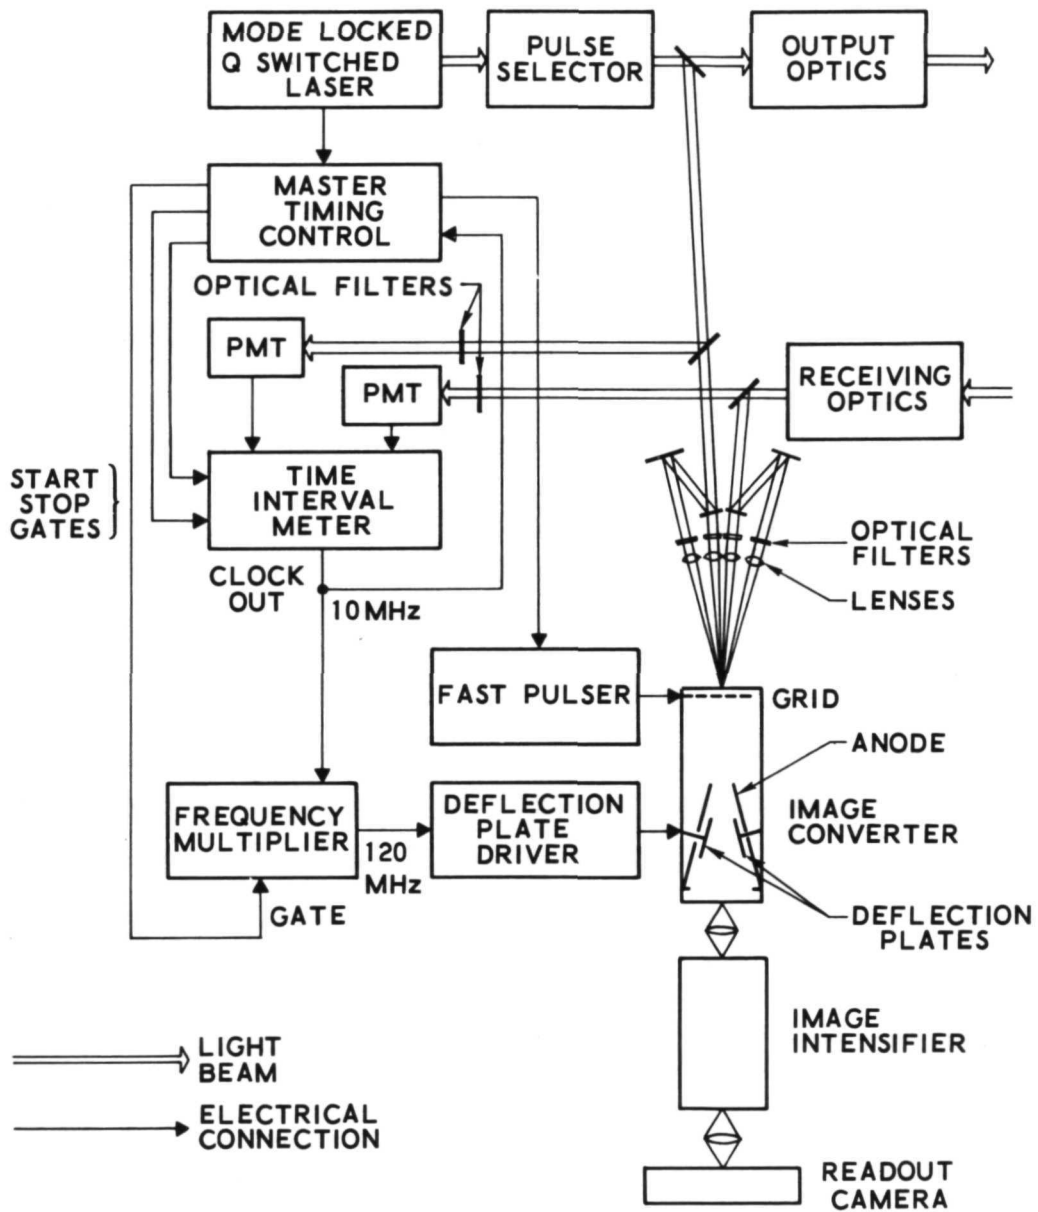 MODE LOCKED
Q SWITCHED
LASER
PULSE
SELECTOR
OUTPUT
OPTICS
MASTER
TIMING
CONTROL
OPTICAL FILTERS
PMT
PMT
RECEIVING
OPTICS
START
STOP
GATES
TIME
INTERVAL
METER
OPTICAL
FILTERS
LENSES
CLOCK
OUT
10 MHz
FAST PULSER
GRID
ANODE
FREQUENCY
MULTIPLIER
120
MHz
DEFLECTION
PLATE
DRIVER
IMAGE
CONVERTER
GATE
DEFLECTION
PLATES
IMAGE
INTENSIFIER
LIGHT
BEAM
ELECTRICAL
CONNECTION
READOUT
CAMERA